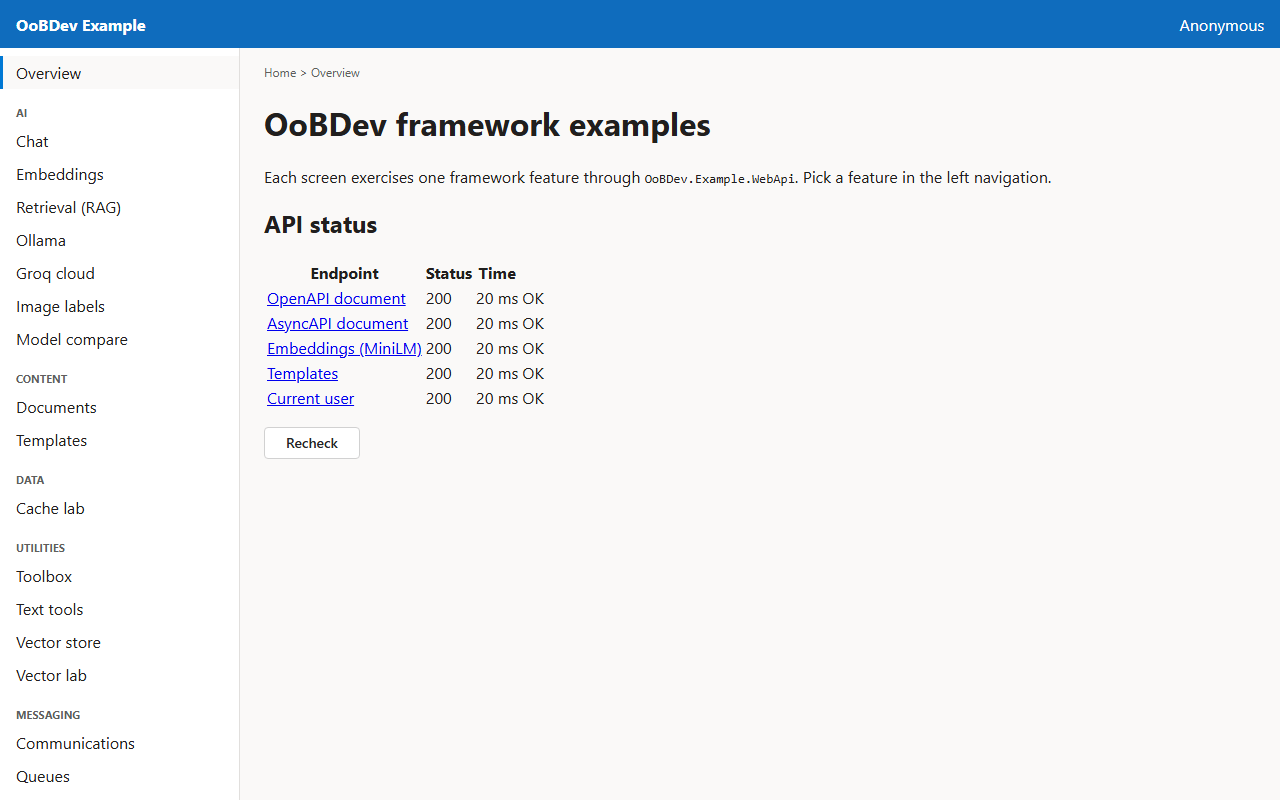 OoBDev Example
Anonymous
Overview
AI
Chat
Embeddings
Retrieval (RAG)
Ollama
Groq cloud
Image labels
Model compare
CONTENT
Documents
Templates
DATA
Cache lab
UTILITIES
Toolbox
Text tools
Vector store
Vector lab
MESSAGING
Communications
Queues
Home > Overview
OoBDev framework examples
Each screen exercises one framework feature through OoBDev.Example.WebApi. Pick a feature in the left navigation.
API status
Endpoint Status Time
OpenAPI document 200 20 ms OK
AsyncAPI document 200 20 ms OK
Embeddings (MiniLM) 200 20 ms OK
Templates 200 20 ms OK
Current user 200 20 ms OK
Recheck